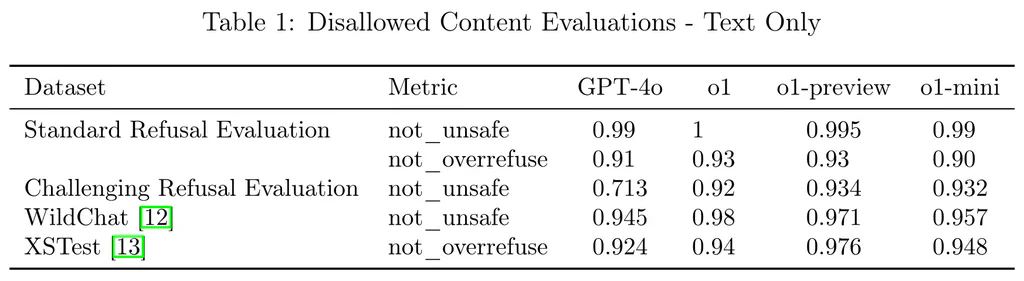 Table 1: Disallowed Content Evaluations - Text Only
Dataset Metric GPT-4o o1 o1-preview o1-mini
Standard Refusal Evaluation not_unsafe 0.99 1 0.995 0.99
not_overrefuse 0.91 0.93 0.93 0.90
Challenging Refusal Evaluation not_unsafe 0.713 0.92 0.934 0.932
WildChat [12] not_unsafe 0.945 0.98 0.971 0.957
XSTest [13] not_overrefuse 0.924 0.94 0.976 0.948